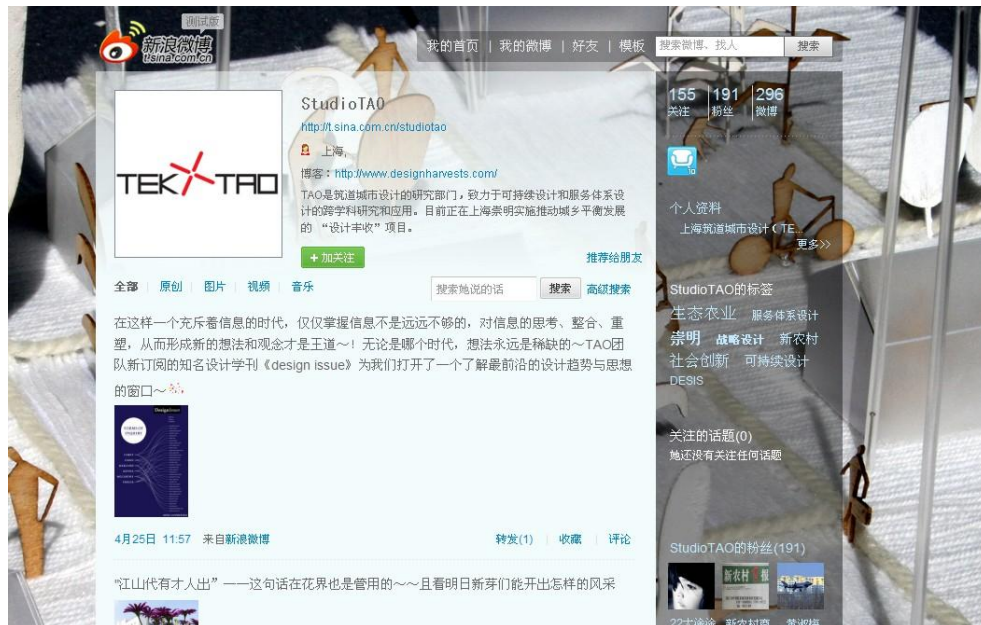 测试版
新浪微博
t.sina.com.cn
我的首页 | 我的微博 | 好友 | 模板
搜索微博、找人
搜索
TEK TAO
StudioTAO
http://t.sina.com.cn/studiotao
上海,
博客：http://www.designharvests.com/
TAO是筑道城市设计的研究部门，致力于可持续设计和服务体系设
计的跨学科研究和应用。目前正在上海崇明实施推动城乡平衡发展
的 “设计丰收”项目。
+ 加关注
推荐给朋友
155 191 296
关注 粉丝 微博
个人资料
上海筑道城市设计（TE...
更多>>
全部 原创 图片 视频 音乐
搜索她说的话
搜索
高级搜索
在这样一个充斥着信息的时代，仅仅掌握信息不是远远不够的，对信息的思考、整合、重
塑，从而形成新的想法和观念才是王道～！无论是哪个时代，想法永远是稀缺的～TAO团
队新订阅的知名设计学刊《design issue》为我们打开了一个了解最前沿的设计趋势与思想
的窗口～
4月25日 11:57 来自新浪微博
转发(1) 收藏 评论
“江山代有才人出”——这句话在花界也是管用的～～且看明日新芽们能开出怎样的风采
StudioTAO的标签
生态农业 服务体系设计
崇明 战略设计 新农村
社会创新 可持续设计
DESIS
关注的话题(0)
她还没有关注任何话题
StudioTAO的粉丝(191)
新农村 报